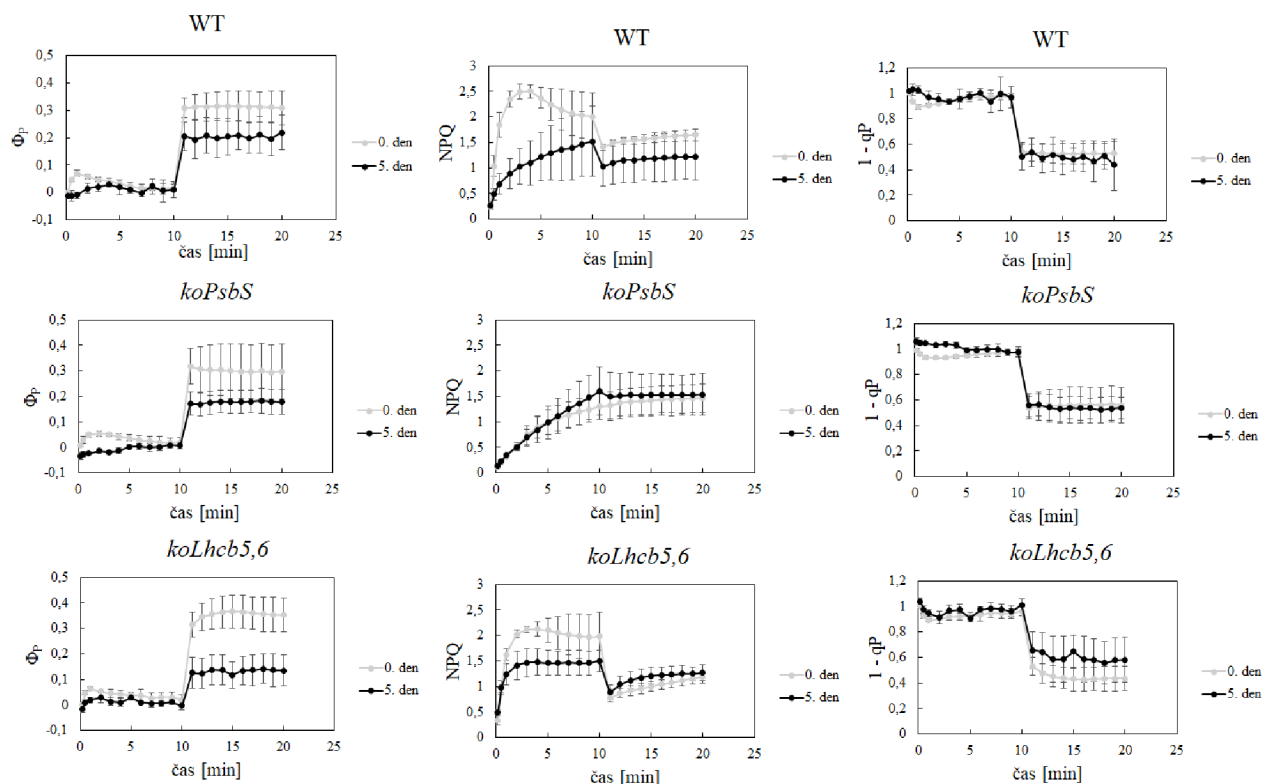 WT
0,5
0,4
0,3
0,2
0,1
0
-0,1
ΦP
0 5 10 15 20 25
čas [min]
0. den
5. den
WT
3
2,5
2
1,5
1
0,5
0
NPQ
0 5 10 15 20 25
čas [min]
0. den
5. den
WT
1,2
1
0,8
0,6
0,4
0,2
0
1 - qP
0 5 10 15 20 25
čas [min]
0. den
5. den
koPsbS
0,5
0,4
0,3
0,2
0,1
0
-0,1
ΦP
0 5 10 15 20 25
čas [min]
0. den
5. den
koPsbS
3
2,5
2
1,5
1
0,5
0
NPQ
0 5 10 15 20 25
čas [min]
0. den
5. den
koPsbS
1,2
1
0,8
0,6
0,4
0,2
0
1 - qP
0 5 10 15 20 25
čas [min]
0. den
5. den
koLhcb5,6
0,5
0,4
0,3
0,2
0,1
0
-0,1
ΦP
0 5 10 15 20 25
čas [min]
0. den
5. den
koLhcb5,6
3
2,5
2
1,5
1
0,5
0
NPQ
0 5 10 15 20 25
čas [min]
0. den
5. den
koLhcb5,6
1,2
1
0,8
0,6
0,4
0,2
0
1 - qP
0 5 10 15 20 25
čas [min]
0. den
5. den